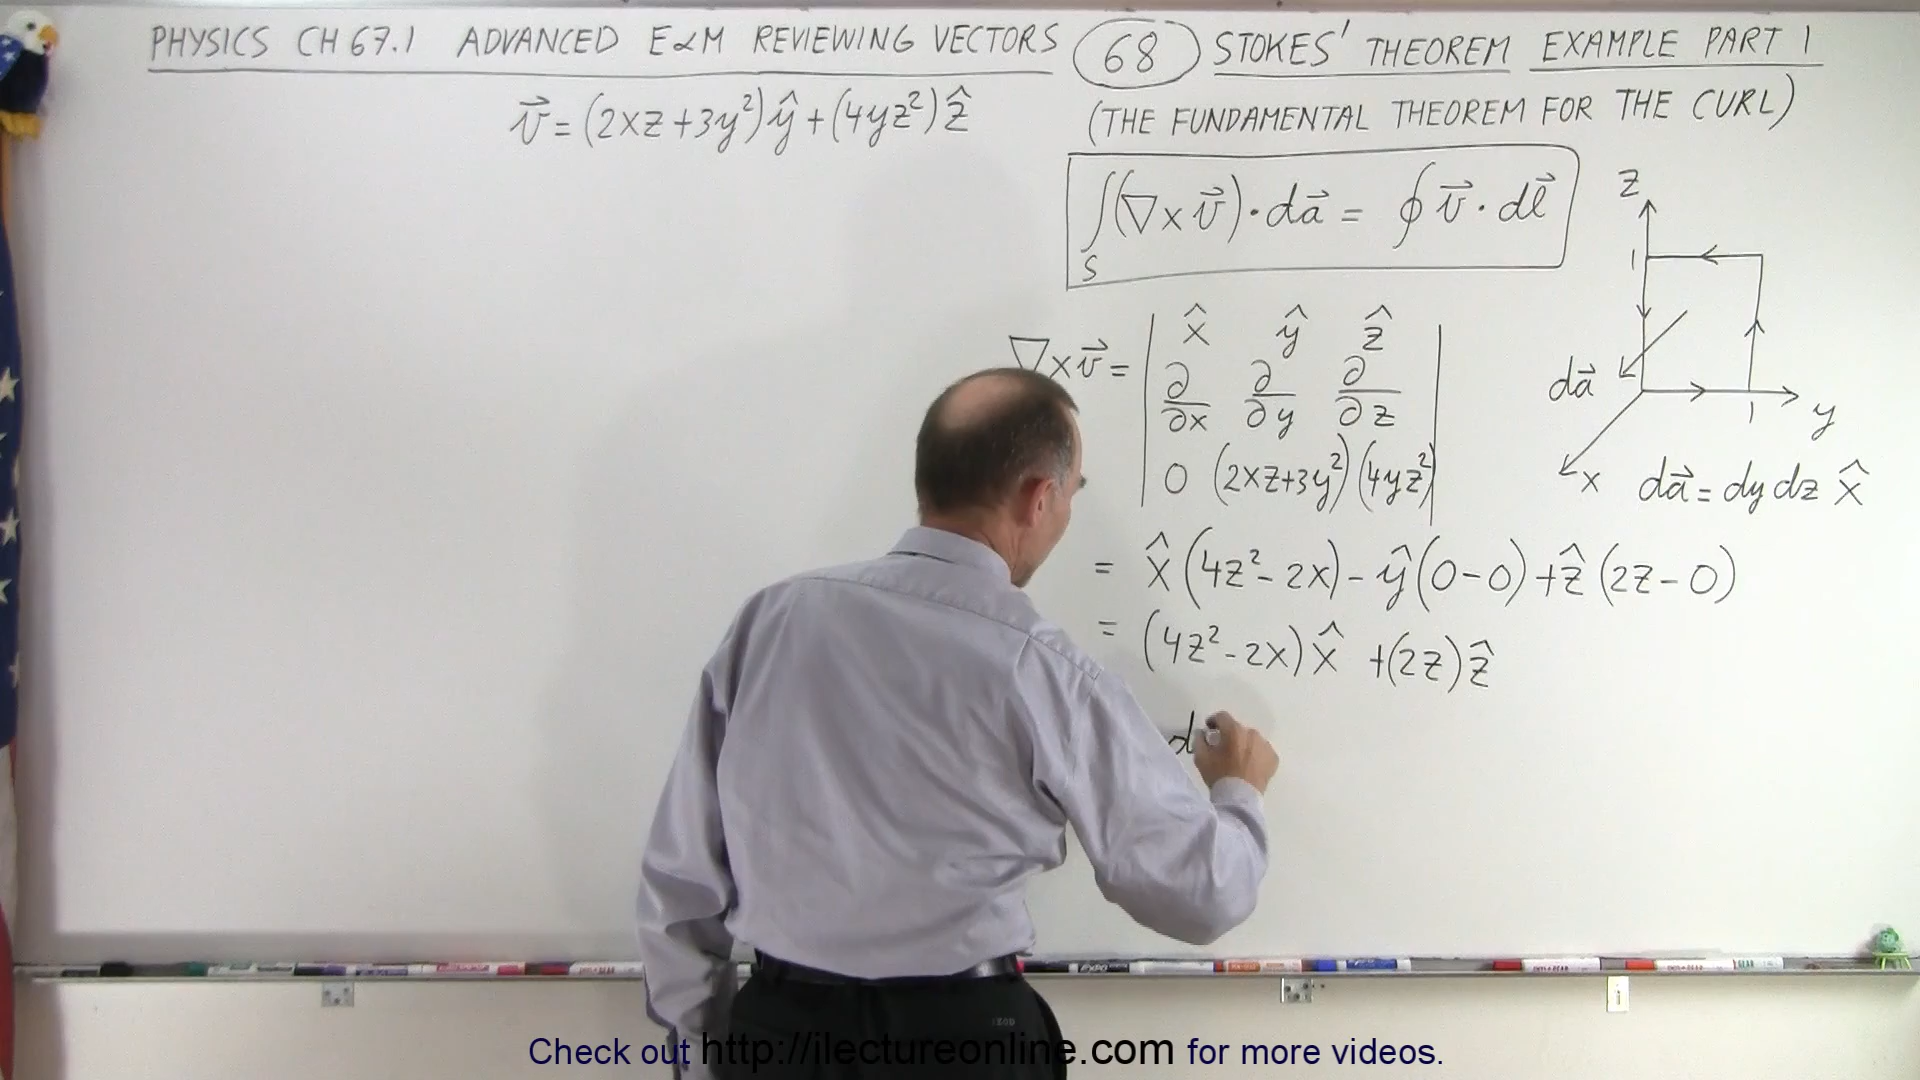 PHYSICS CH 67.1 ADVANCED E&M REVIEWING VECTORS 68 STOKES' THEOREM EXAMPLE PART 1
v⃗ = (2xz + 3y²)ŷ + (4yz²)ẑ
(THE FUNDAMENTAL THEOREM FOR THE CURL)
∫(∇ × v⃗) · da⃗ = ∮ v⃗ · dl⃗
S
z
1
da⃗
1
y
x
da⃗ = dy dz x̂
x̂ ŷ ẑ
∇ × v⃗ = | ∂/∂x ∂/∂y ∂/∂z |
0 (2xz+3y²) (4yz²)
= x̂ (4z² - 2x) - ŷ (0 - 0) + ẑ (2z - 0)
= (4z² - 2x) x̂ + (2z) ẑ
d
EXPO
Check out http://ilectureonline.com for more videos.